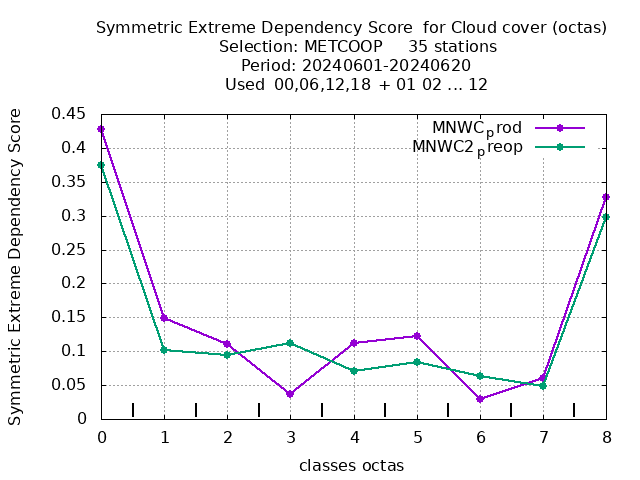 Symmetric Extreme Dependency Score  for Cloud cover (octas)
Selection: METCOOP     35 stations
Period: 20240601-20240620
Used  00,06,12,18 + 01 02 ... 12
Symmetric Extreme Dependency Score
0.45
0.4
0.35
0.3
0.25
0.2
0.15
0.1
0.05
0
MNWCprod
MNWC2preop
0 1 2 3 4 5 6 7 8
classes octas